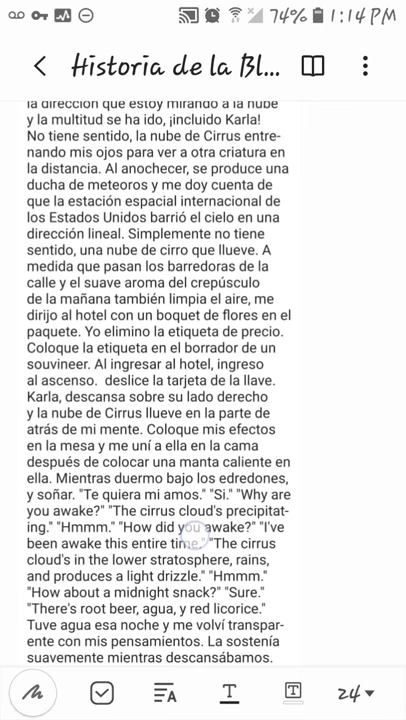 74% 1:14 PM
Historia de la Bl...
la dirección que estoy mirando a la nube
y la multitud se ha ido, ¡incluido Karla!
No tiene sentido, la nube de Cirrus entre-
nando mis ojos para ver a otra criatura en
la distancia. Al anochecer, se produce una
ducha de meteoros y me doy cuenta de
que la estación espacial internacional de
los Estados Unidos barrió el cielo en una
dirección lineal. Simplemente no tiene
sentido, una nube de cirro que llueve. A
medida que pasan los barredoras de la
calle y el suave aroma del crepúsculo
de la mañana también limpia el aire, me
dirijo al hotel con un boquet de flores en el
paquete. Yo elimino la etiqueta de precio.
Coloque la etiqueta en el borrador de un
souvineer. Al ingresar al hotel, ingreso
al ascenso. deslice la tarjeta de la llave.
Karla, descansa sobre su lado derecho
y la nube de Cirrus llueve en la parte de
atrás de mi mente. Coloque mis efectos
en la mesa y me uní a ella en la cama
después de colocar una manta caliente en
ella. Mientras duermo bajo los edredones,
y soñar. "Te quiera mi amos." "Si." "Why are
you awake?" "The cirrus cloud's precipitat-
ing." "Hmmm." "How did you awake?" "I've
been awake this entire time." "The cirrus
cloud's in the lower stratosphere, rains,
and produces a light drizzle." "Hmmm."
"How about a midnight snack?" "Sure."
"There's root beer, agua, y red licorice."
Tuve agua esa noche y me volví transpar-
ente con mis pensamientos. La sostenía
suavemente mientras descansábamos.
A T T 24